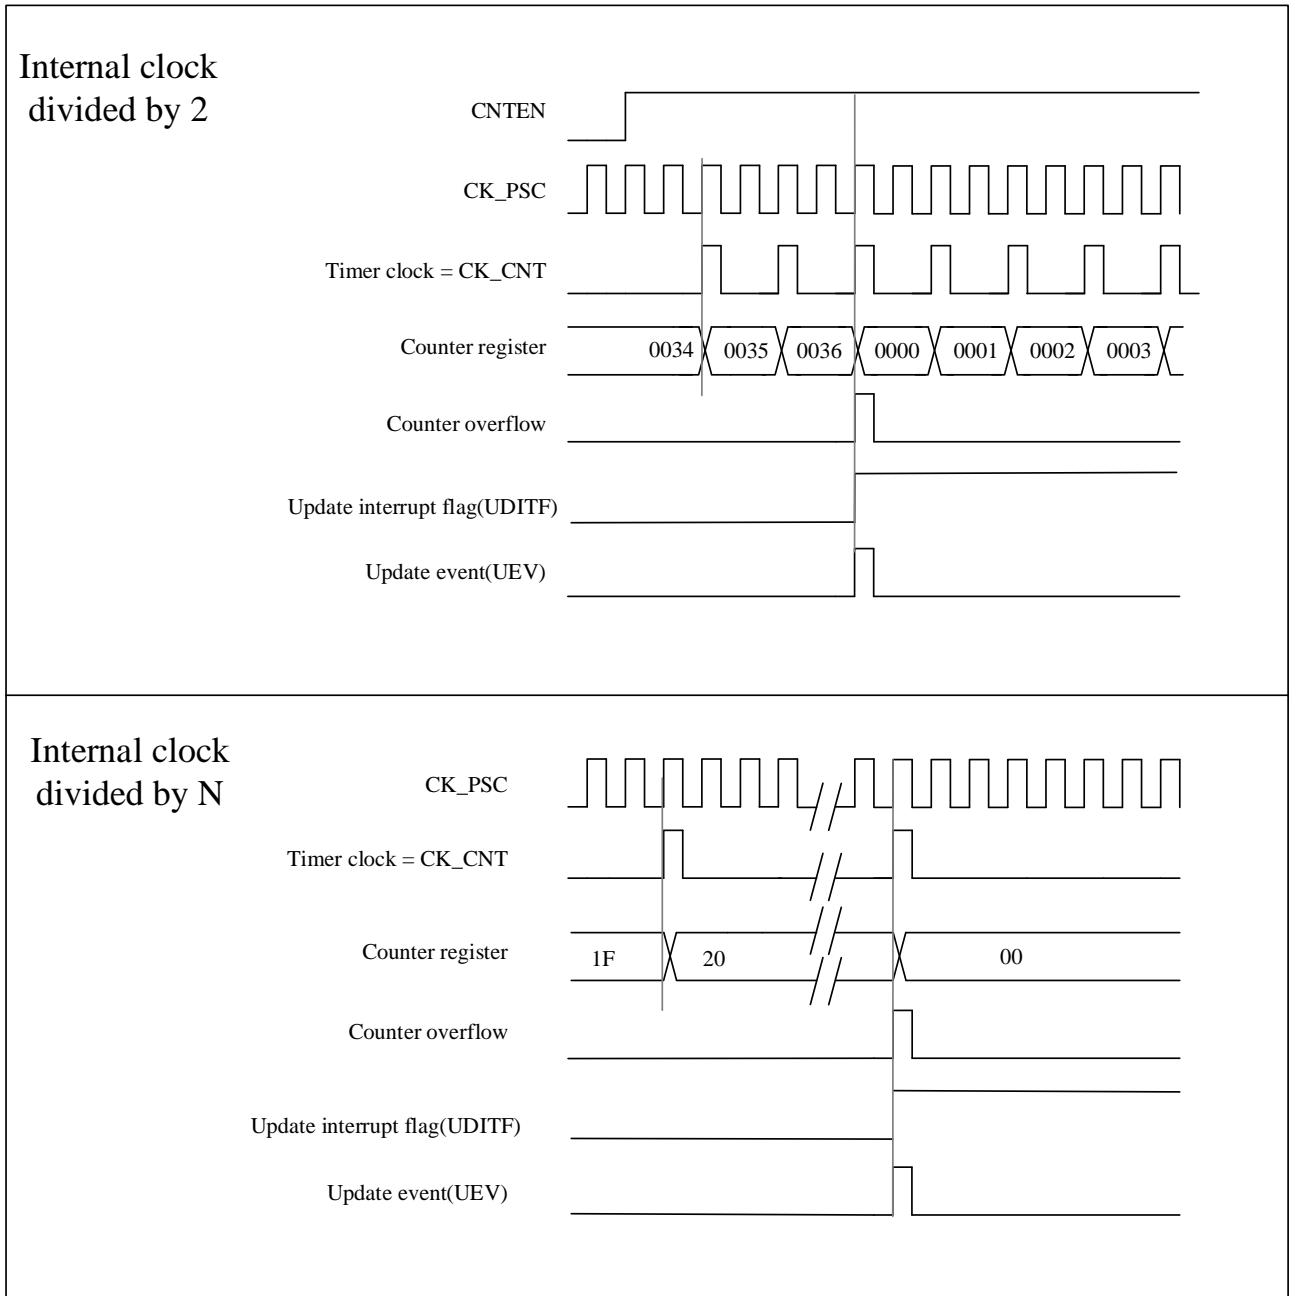 Internal clock
divided by 2
CNTEN
CK_PSC
Timer clock = CK_CNT
Counter register
0034 0035 0036 0000 0001 0002 0003
Counter overflow
Update interrupt flag(UDITF)
Update event(UEV)
Internal clock
divided by N
CK_PSC
Timer clock = CK_CNT
Counter register
1F 20 00
Counter overflow
Update interrupt flag(UDITF)
Update event(UEV)